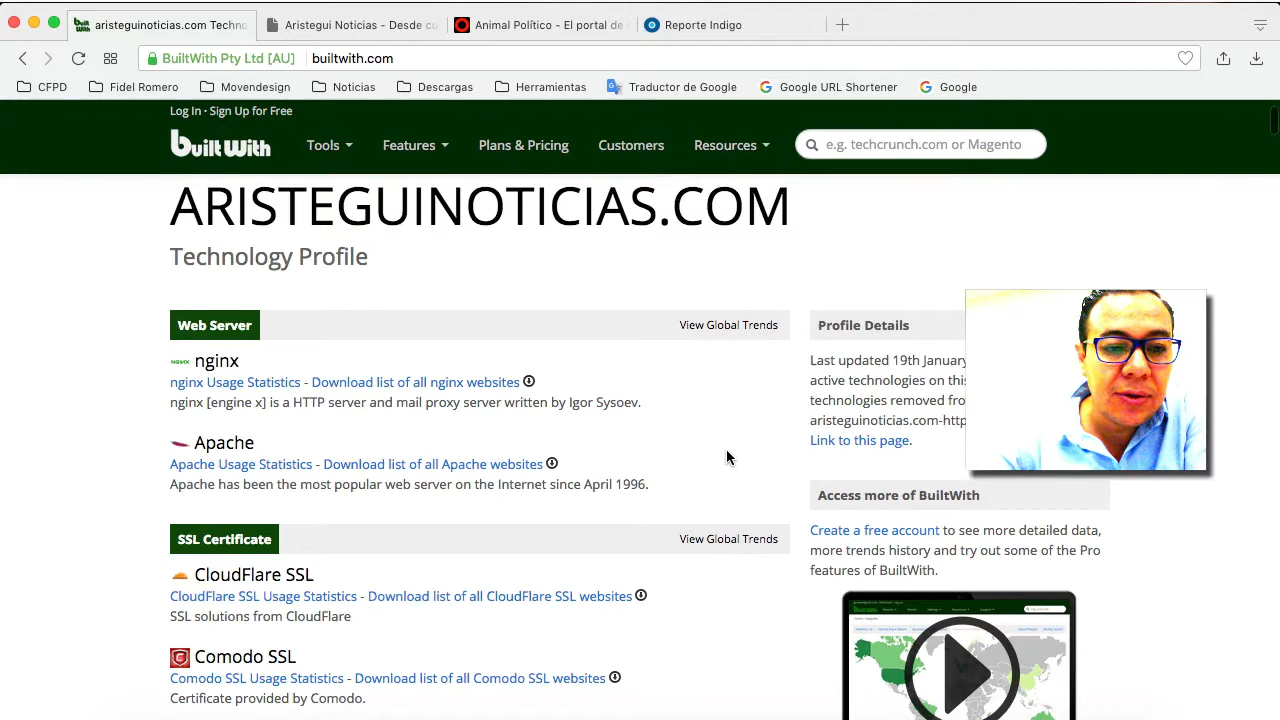 aristeguinoticias.com Techno
Aristegui Noticias - Desde cu
Animal Político - El portal de
Reporte Indigo
BuiltWith Pty Ltd [AU]
builtwith.com
CFPD
Fidel Romero
Movendesign
Noticias
Descargas
Herramientas
Traductor de Google
Google URL Shortener
Google
Log In · Sign Up for Free
builtwith
Tools
Features
Plans & Pricing
Customers
Resources
e.g. techcrunch.com or Magento
ARISTEGUINOTICIAS.COM
Technology Profile
Web Server
View Global Trends
NGINX nginx
nginx Usage Statistics - Download list of all nginx websites
nginx [engine x] is a HTTP server and mail proxy server written by Igor Sysoev.
Apache
Apache Usage Statistics - Download list of all Apache websites
Apache has been the most popular web server on the Internet since April 1996.
SSL Certificate
View Global Trends
CloudFlare SSL
CloudFlare SSL Usage Statistics - Download list of all CloudFlare SSL websites
SSL solutions from CloudFlare
Comodo SSL
Comodo SSL Usage Statistics - Download list of all Comodo SSL websites
Certificate provided by Comodo.
Profile Details
Last updated 19th January
active technologies on this
technologies removed from
aristeguinoticias.com-http
Link to this page.
Access more of BuiltWith
Create a free account to see more detailed data,
more trends history and try out some of the Pro
features of BuiltWith.